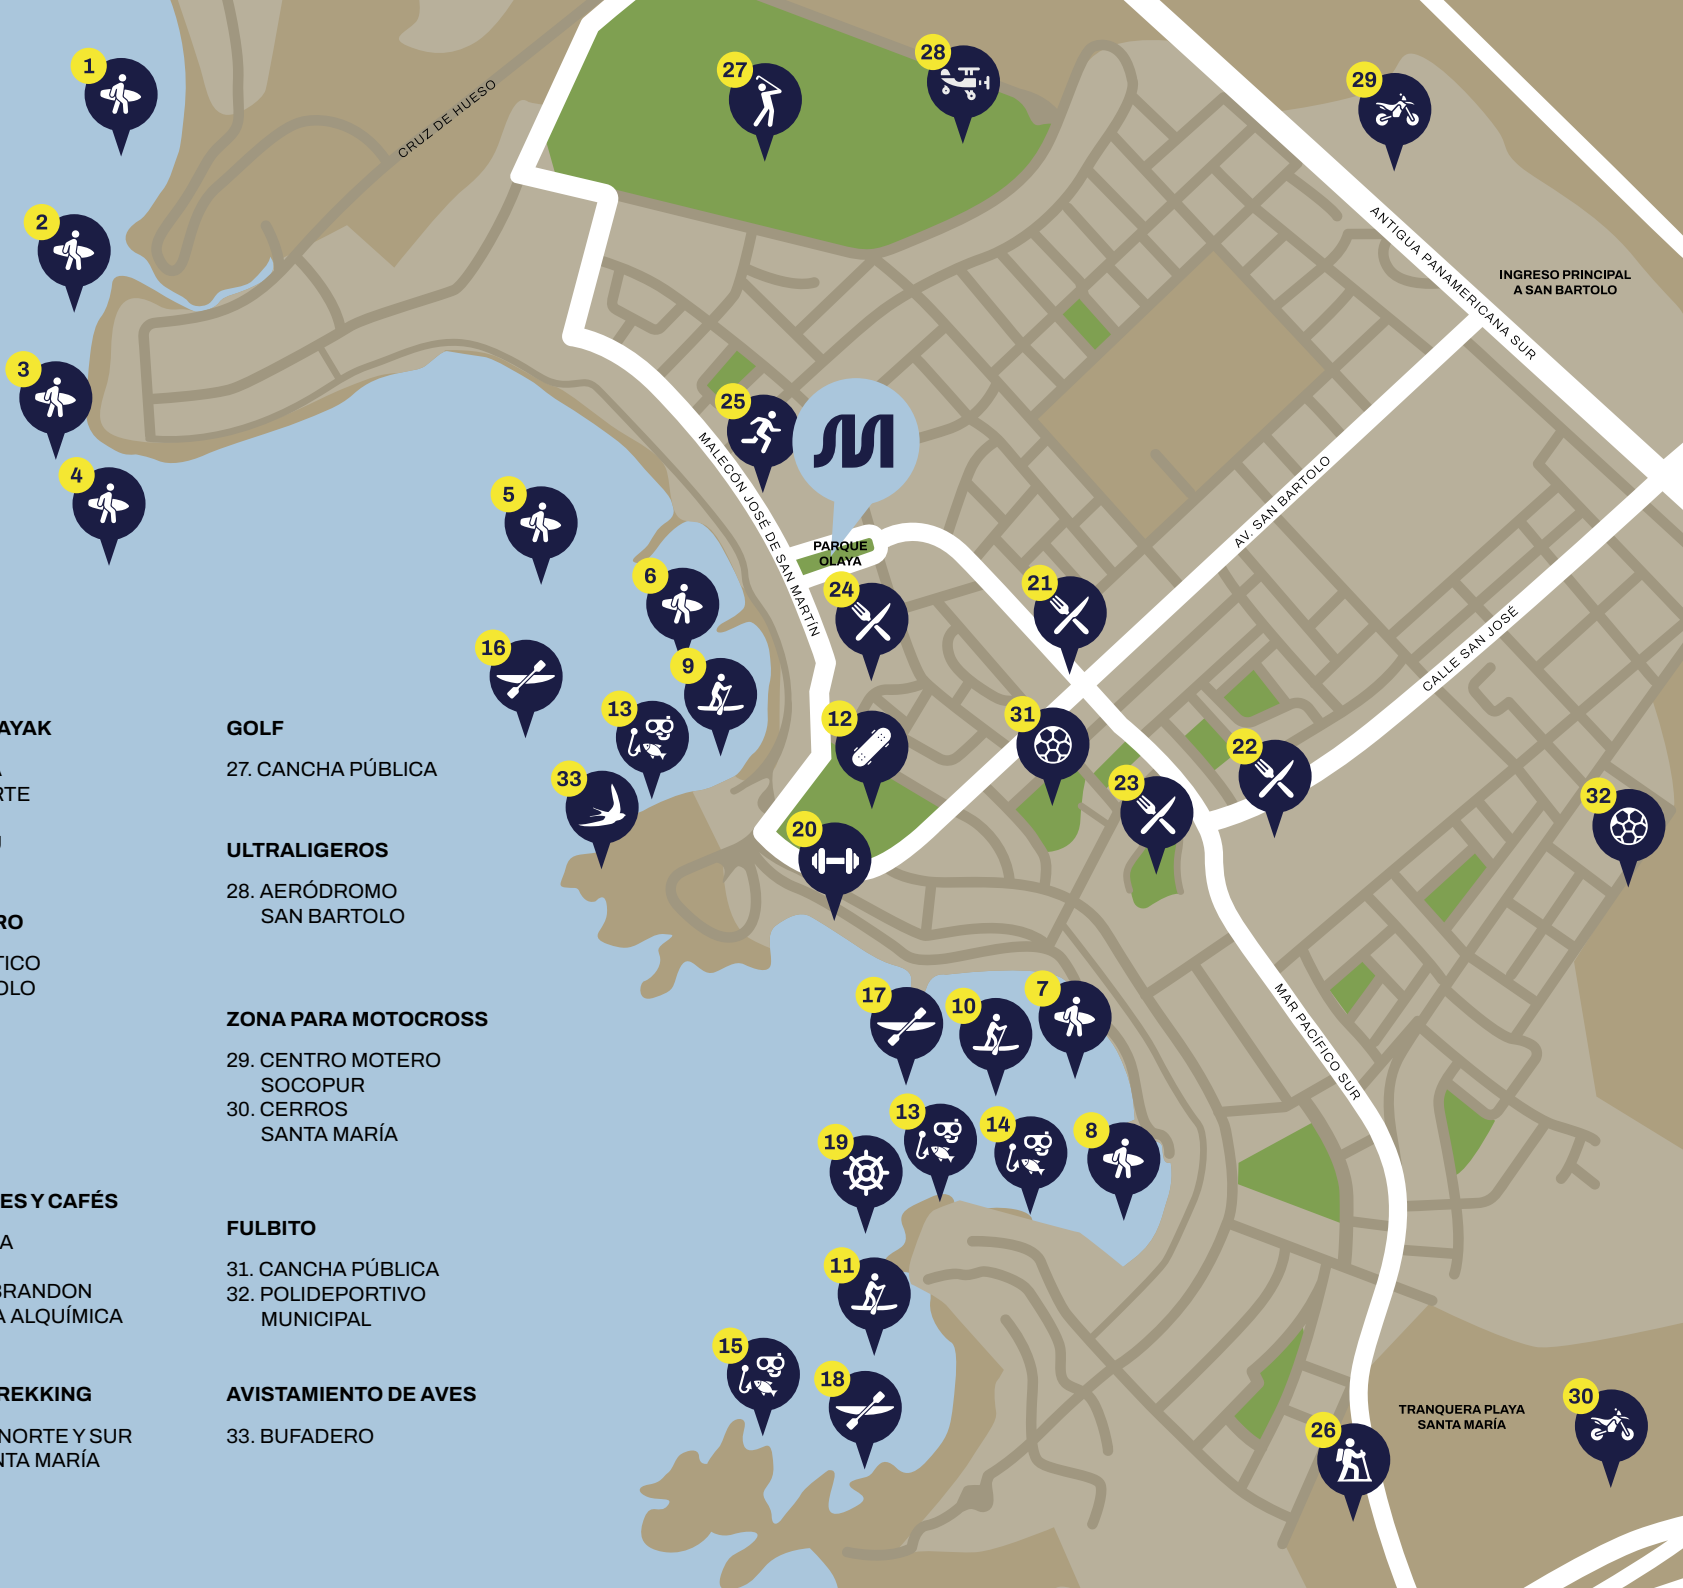 1
2
3
4
5
6
16
9
13
33
27
28
29
25
24
21
12
31
20
23
22
32
17
10
7
19
13
14
8
11
15
18
26
30
CRUZ DE HUESO
MALECÓN JOSÉ DE SAN MARTÍN
PARQUE
OLAYA
ANTIGUA PANAMERICANA SUR
INGRESO PRINCIPAL
A SAN BARTOLO
AV. SAN BARTOLO
CALLE SAN JOSÉ
MAR PACÍFICO SUR
TRANQUERA PLAYA
SANTA MARÍA
AYAK
A
RTE
RO
TICO
OLO
ES Y CAFÉS
A
BRANDON
A ALQUÍMICA
REKKING
NORTE Y SUR
NTA MARÍA
GOLF
27. CANCHA PÚBLICA
ULTRALIGEROS
28. AERÓDROMO
SAN BARTOLO
ZONA PARA MOTOCROSS
29. CENTRO MOTERO
SOCOPUR
30. CERROS
SANTA MARÍA
FULBITO
31. CANCHA PÚBLICA
32. POLIDEPORTIVO
MUNICIPAL
AVISTAMIENTO DE AVES
33. BUFADERO